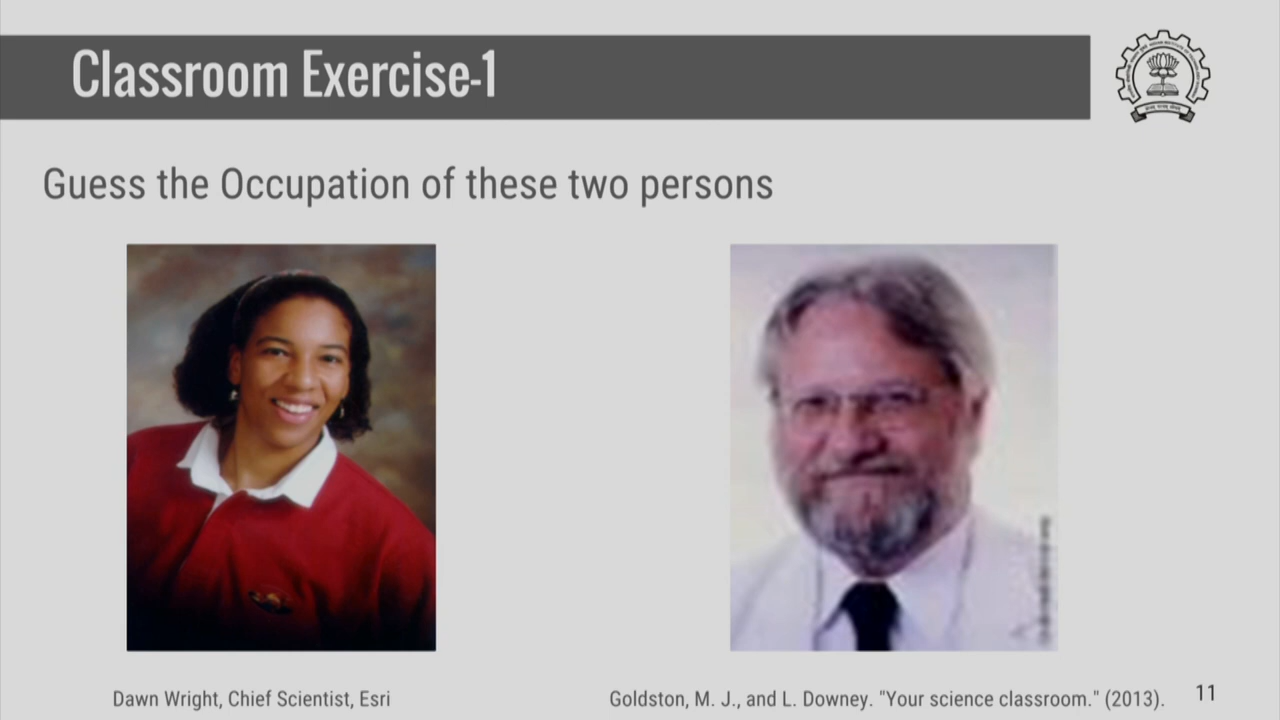 Classroom Exercise-1
Guess the Occupation of these two persons
Dawn Wright, Chief Scientist, Esri
Goldston, M. J., and L. Downey. "Your science classroom." (2013).
11